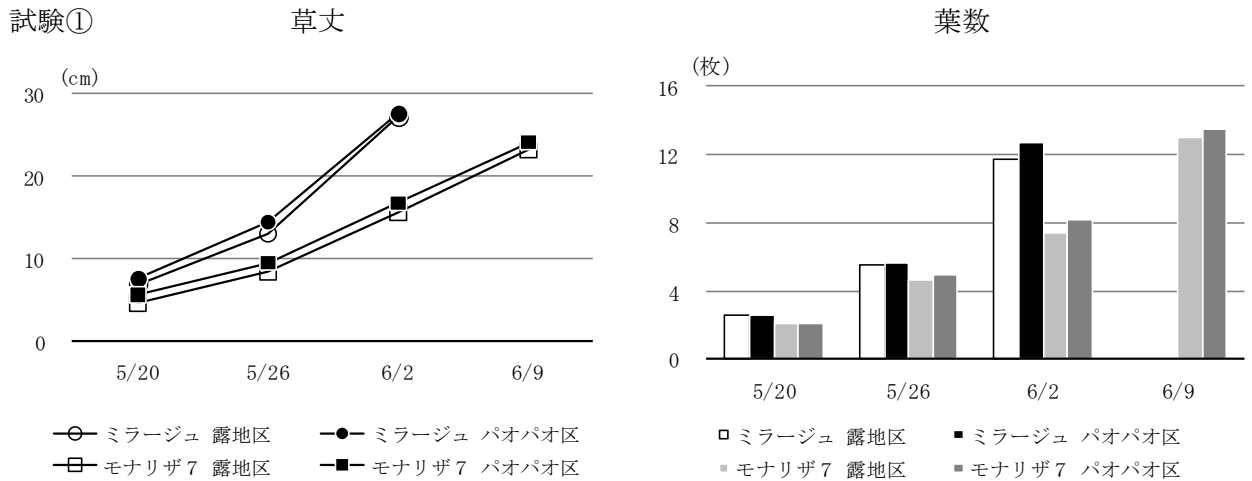 試験① 草丈
(cm)
30
20
10
0
5/20 5/26 6/2 6/9
ミラージュ 露地区 ミラージュ パオパオ区
モナリザ7 露地区 モナリザ7 パオパオ区
葉数
(枚)
16
12
8
4
0
5/20 5/26 6/2 6/9
ミラージュ 露地区 ミラージュ パオパオ区
モナリザ7 露地区 モナリザ7 パオパオ区